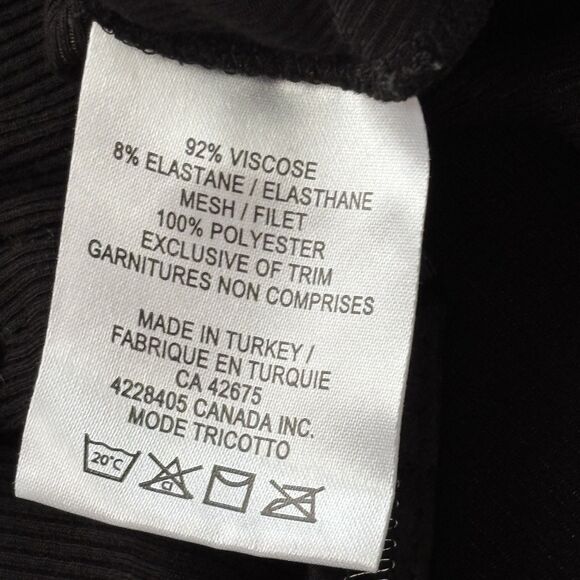 92% VISCOSE
8% ELASTANE / ELASTHANE
MESH / FILET
100% POLYESTER
EXCLUSIVE OF TRIM
GARNITURES NON COMPRISES
MADE IN TURKEY /
FABRIQUE EN TURQUIE
CA 42675
4228405 CANADA INC.
MODE TRICOTTO
20°C Cl